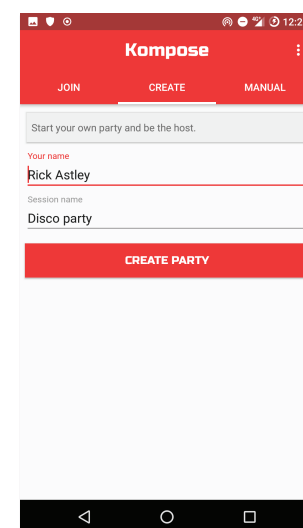 12:2
Kompose
JOIN CREATE MANUAL
Start your own party and be the host.
Your name
Rick Astley
Session name
Disco party
CREATE PARTY